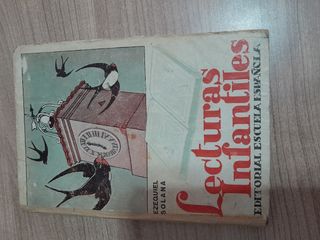 EZEQUIEL
SOLANA
Lecturas
Infantiles
EDITORIAL ESCUELA ESPAÑOLA